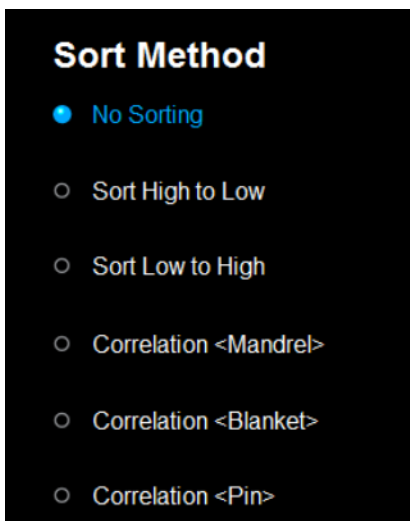 Sort Method
No Sorting
Sort High to Low
Sort Low to High
Correlation <Mandrel>
Correlation <Blanket>
Correlation <Pin>